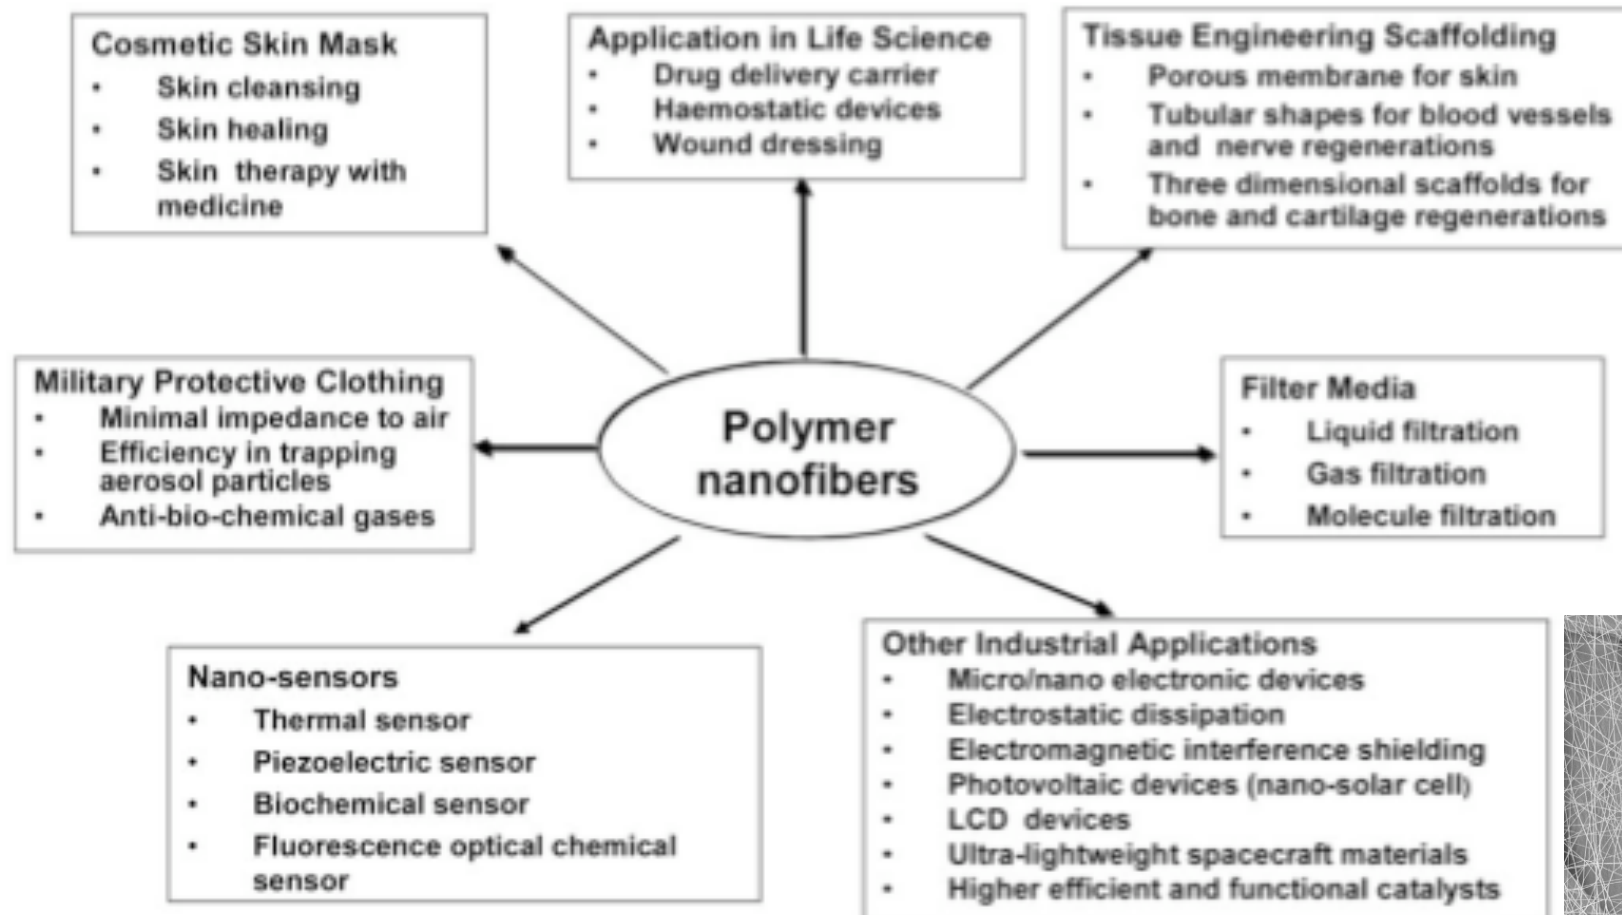 Cosmetic Skin Mask
• Skin cleansing
• Skin healing
• Skin therapy with
medicine
Application in Life Science
• Drug delivery carrier
• Haemostatic devices
• Wound dressing
Tissue Engineering Scaffolding
• Porous membrane for skin
• Tubular shapes for blood vessels
and nerve regenerations
• Three dimensional scaffolds for
bone and cartilage regenerations
Military Protective Clothing
• Minimal impedance to air
• Efficiency in trapping
aerosol particles
• Anti-bio-chemical gases
Polymer
nanofibers
Filter Media
• Liquid filtration
• Gas filtration
• Molecule filtration
Nano-sensors
• Thermal sensor
• Piezoelectric sensor
• Biochemical sensor
• Fluorescence optical chemical
sensor
Other Industrial Applications
• Micro/nano electronic devices
• Electrostatic dissipation
• Electromagnetic interference shielding
• Photovoltaic devices (nano-solar cell)
• LCD devices
• Ultra-lightweight spacecraft materials
• Higher efficient and functional catalysts